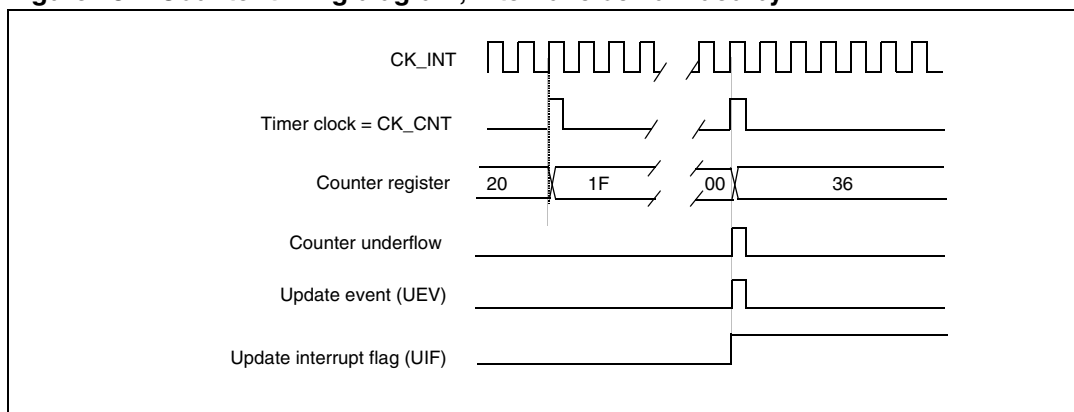 CK_INT
Timer clock = CK_CNT
Counter register 20 1F 00 36
Counter underflow
Update event (UEV)
Update interrupt flag (UIF)